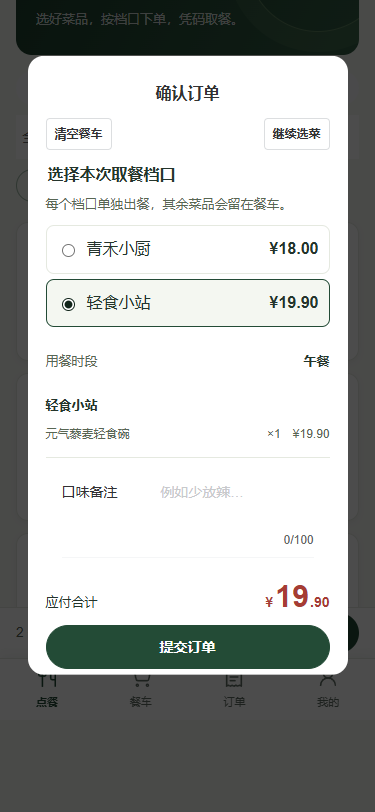 选好菜品，按档口下单，凭码取餐。
确认订单
清空餐车 继续选菜
选择本次取餐档口
每个档口单独出餐，其余菜品会留在餐车。
青禾小厨 ¥18.00
轻食小站 ¥19.90
用餐时段 午餐
轻食小站
元气藜麦轻食碗 ×1 ¥19.90
口味备注 例如少放辣...
0/100
应付合计 ¥19.90
2
提交订单
点餐 餐车 订单 我的